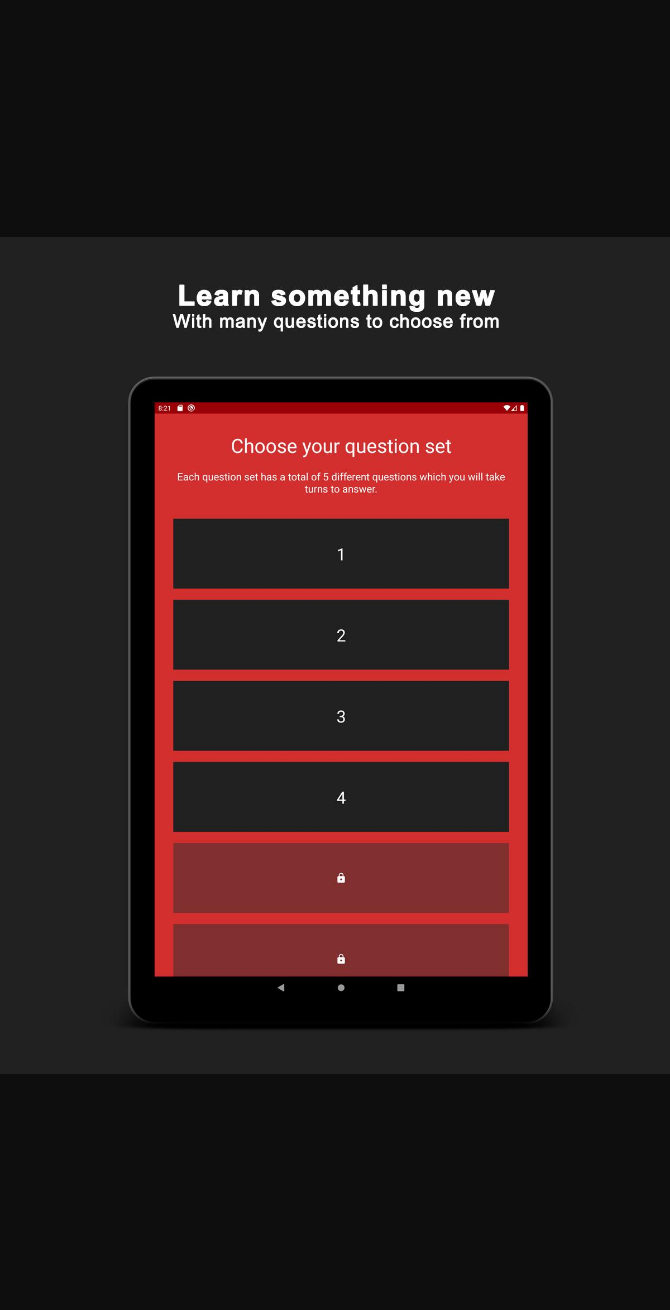 Learn something new
With many questions to choose from
8:21
Choose your question set
Each question set has a total of 5 different questions which you will take
turns to answer.
1
2
3
4